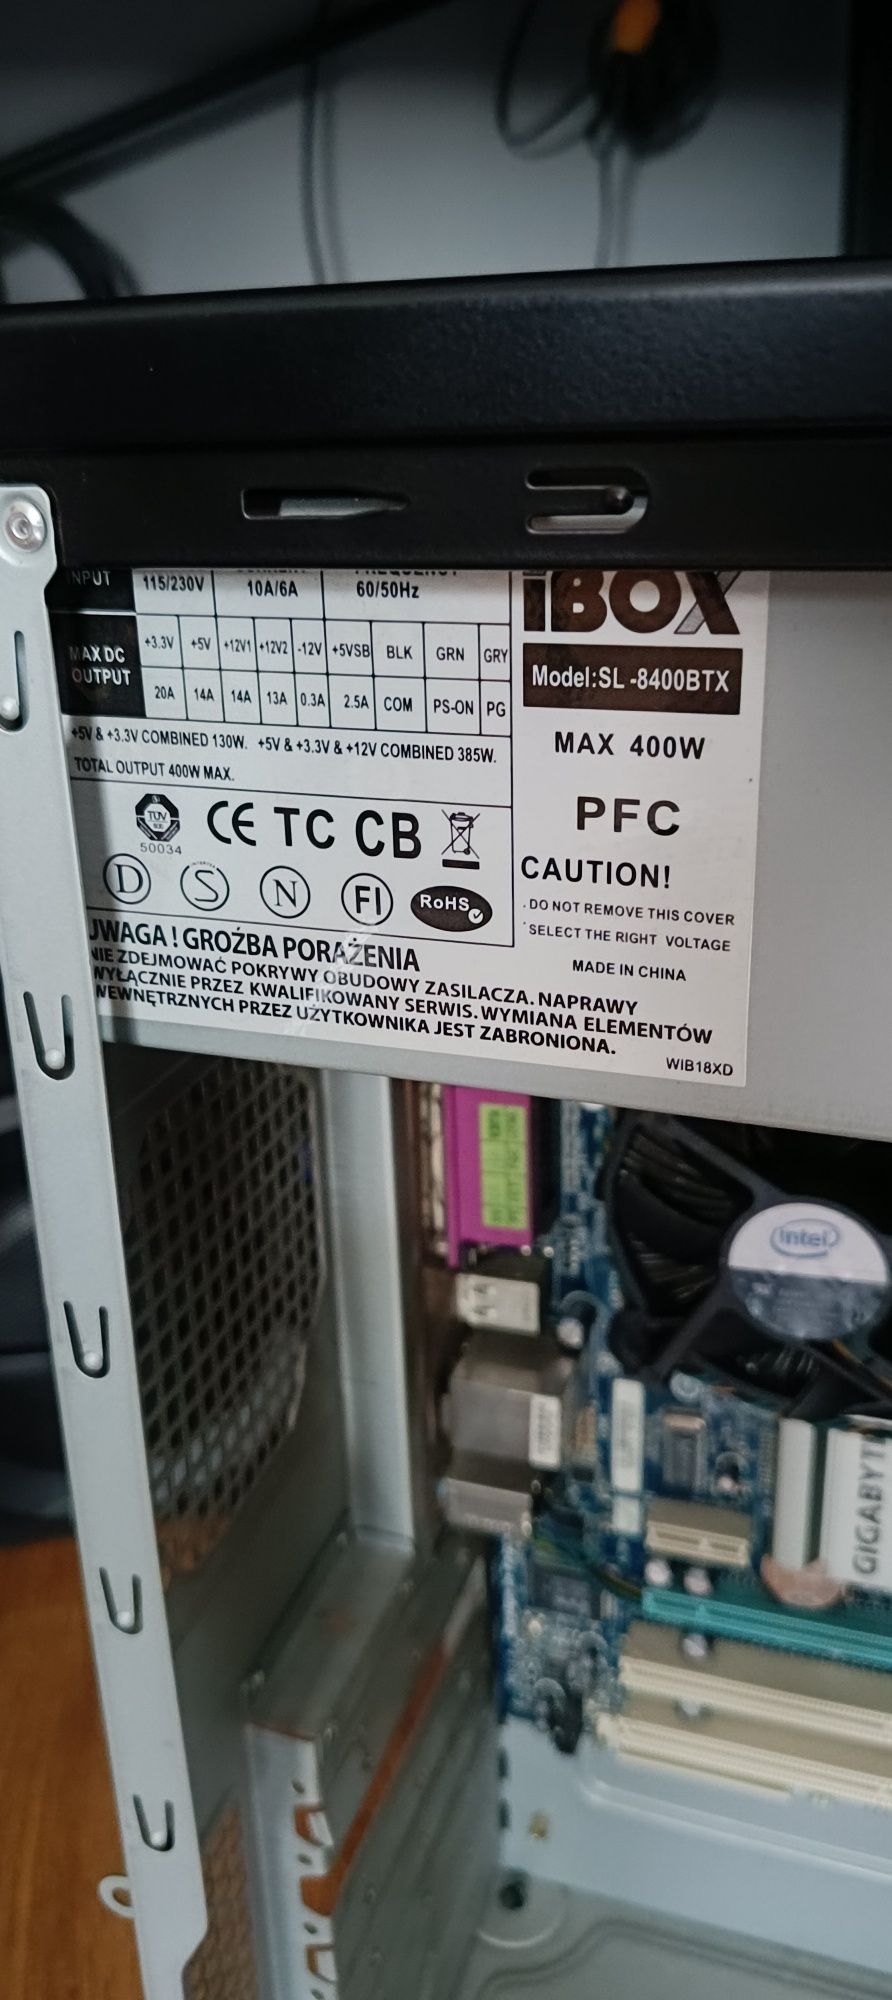 INPUT 115/230V 10A/6A 60/50Hz
MAX DC OUTPUT
+3.3V +5V +12V1 +12V2 -12V +5VSB BLK GRN GRY
20A 14A 14A 13A 0.3A 2.5A COM PS-ON PG
+5V & +3.3V COMBINED 130W. +5V & +3.3V & +12V COMBINED 385W.
TOTAL OUTPUT 400W MAX.
iBOX
Model:SL -8400BTX
MAX 400W
PFC
CAUTION!
. DO NOT REMOVE THIS COVER
. SELECT THE RIGHT VOLTAGE
MADE IN CHINA
TUV
50034
CE TC CB
D S N FI RoHS
UWAGA ! GROŹBA PORAŻENIA
NIE ZDEJMOWAĆ POKRYWY OBUDOWY ZASILACZA. NAPRAWY
WYŁĄCZNIE PRZEZ KWALIFIKOWANY SERWIS. WYMIANA ELEMENTÓW
WEWNĘTRZNYCH PRZEZ UŻYTKOWNIKA JEST ZABRONIONA.
WIB18XD
intel